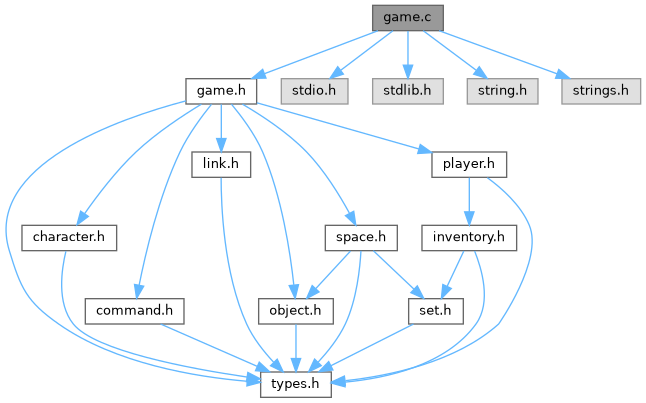 game.c
game.h
stdio.h
stdlib.h
string.h
strings.h
link.h
player.h
character.h
space.h
inventory.h
command.h
object.h
set.h
types.h